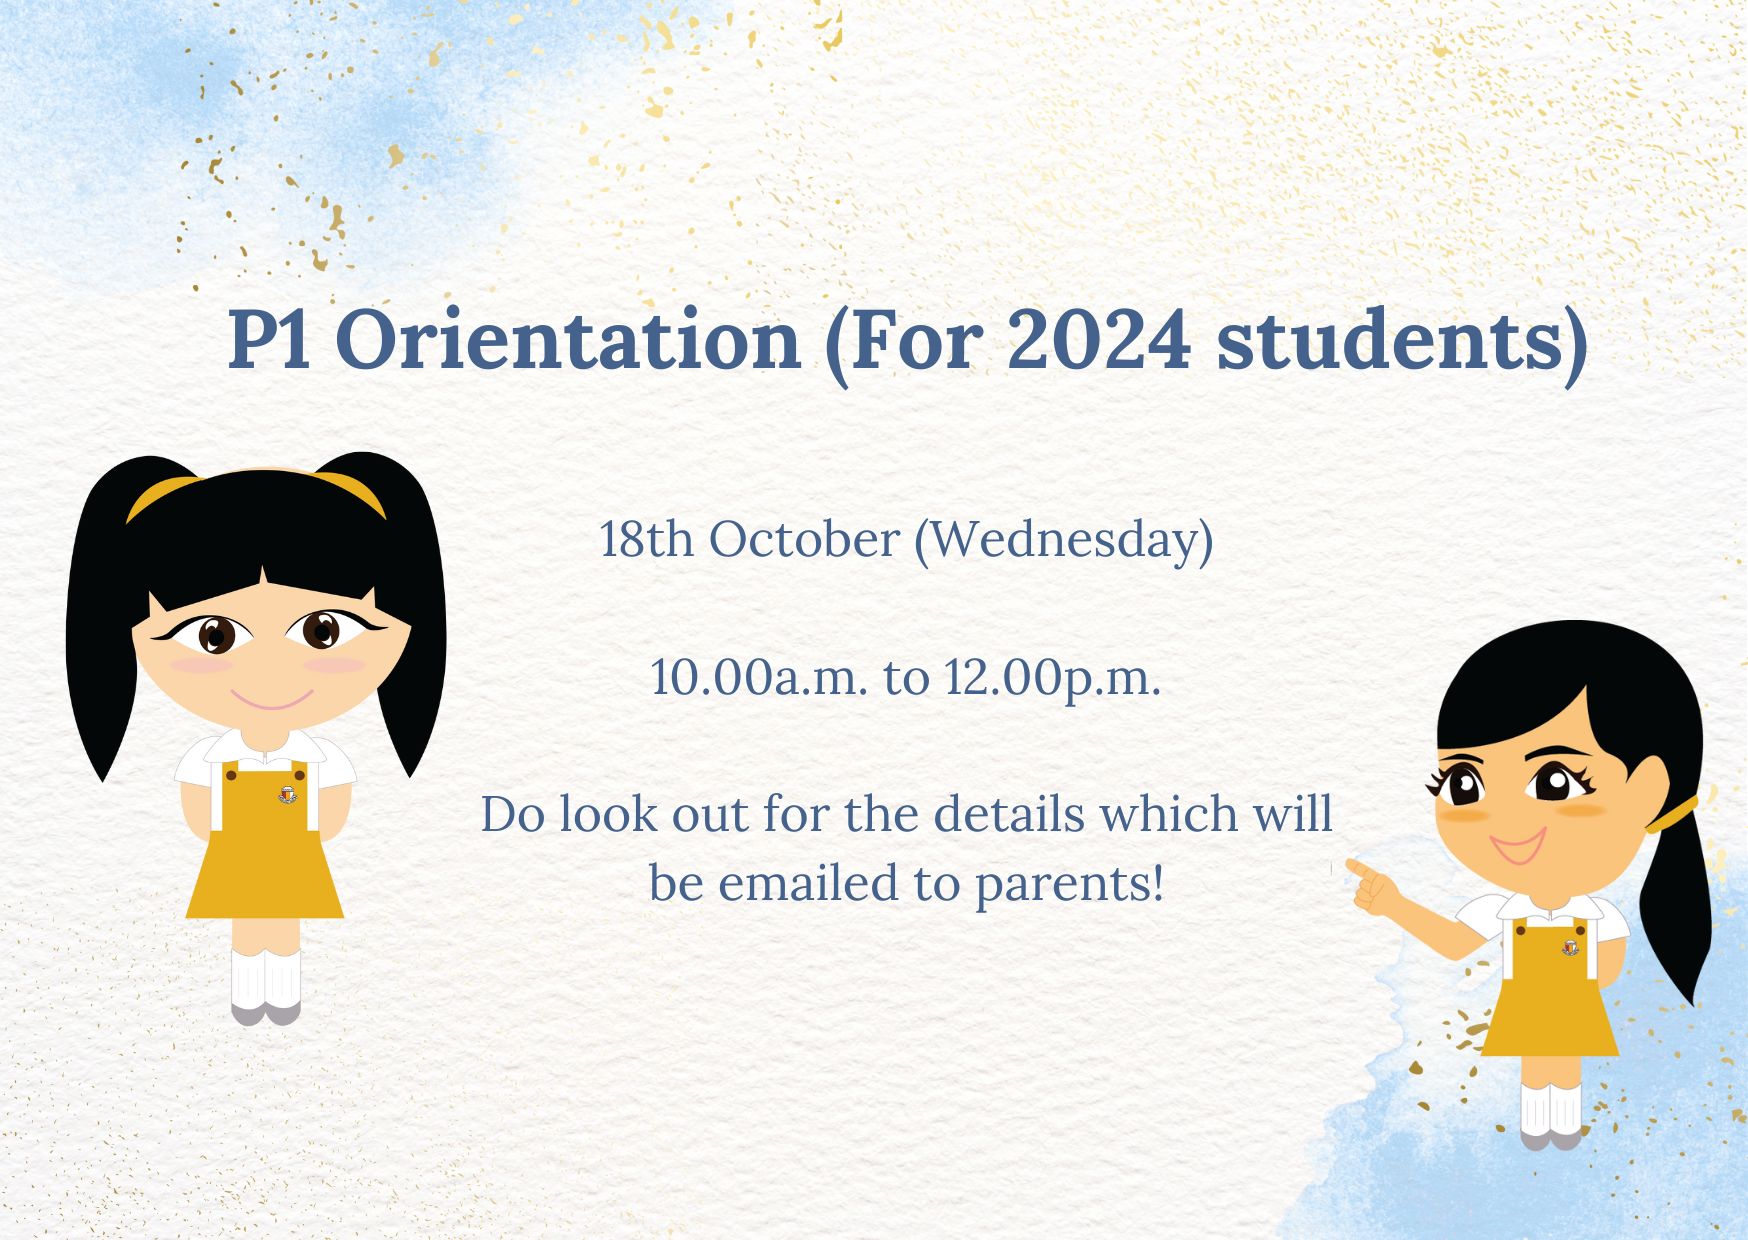 P1 Orientation (For 2024 students)
18th October (Wednesday)
10.00a.m. to 12.00p.m.
Do look out for the details which will
be emailed to parents!